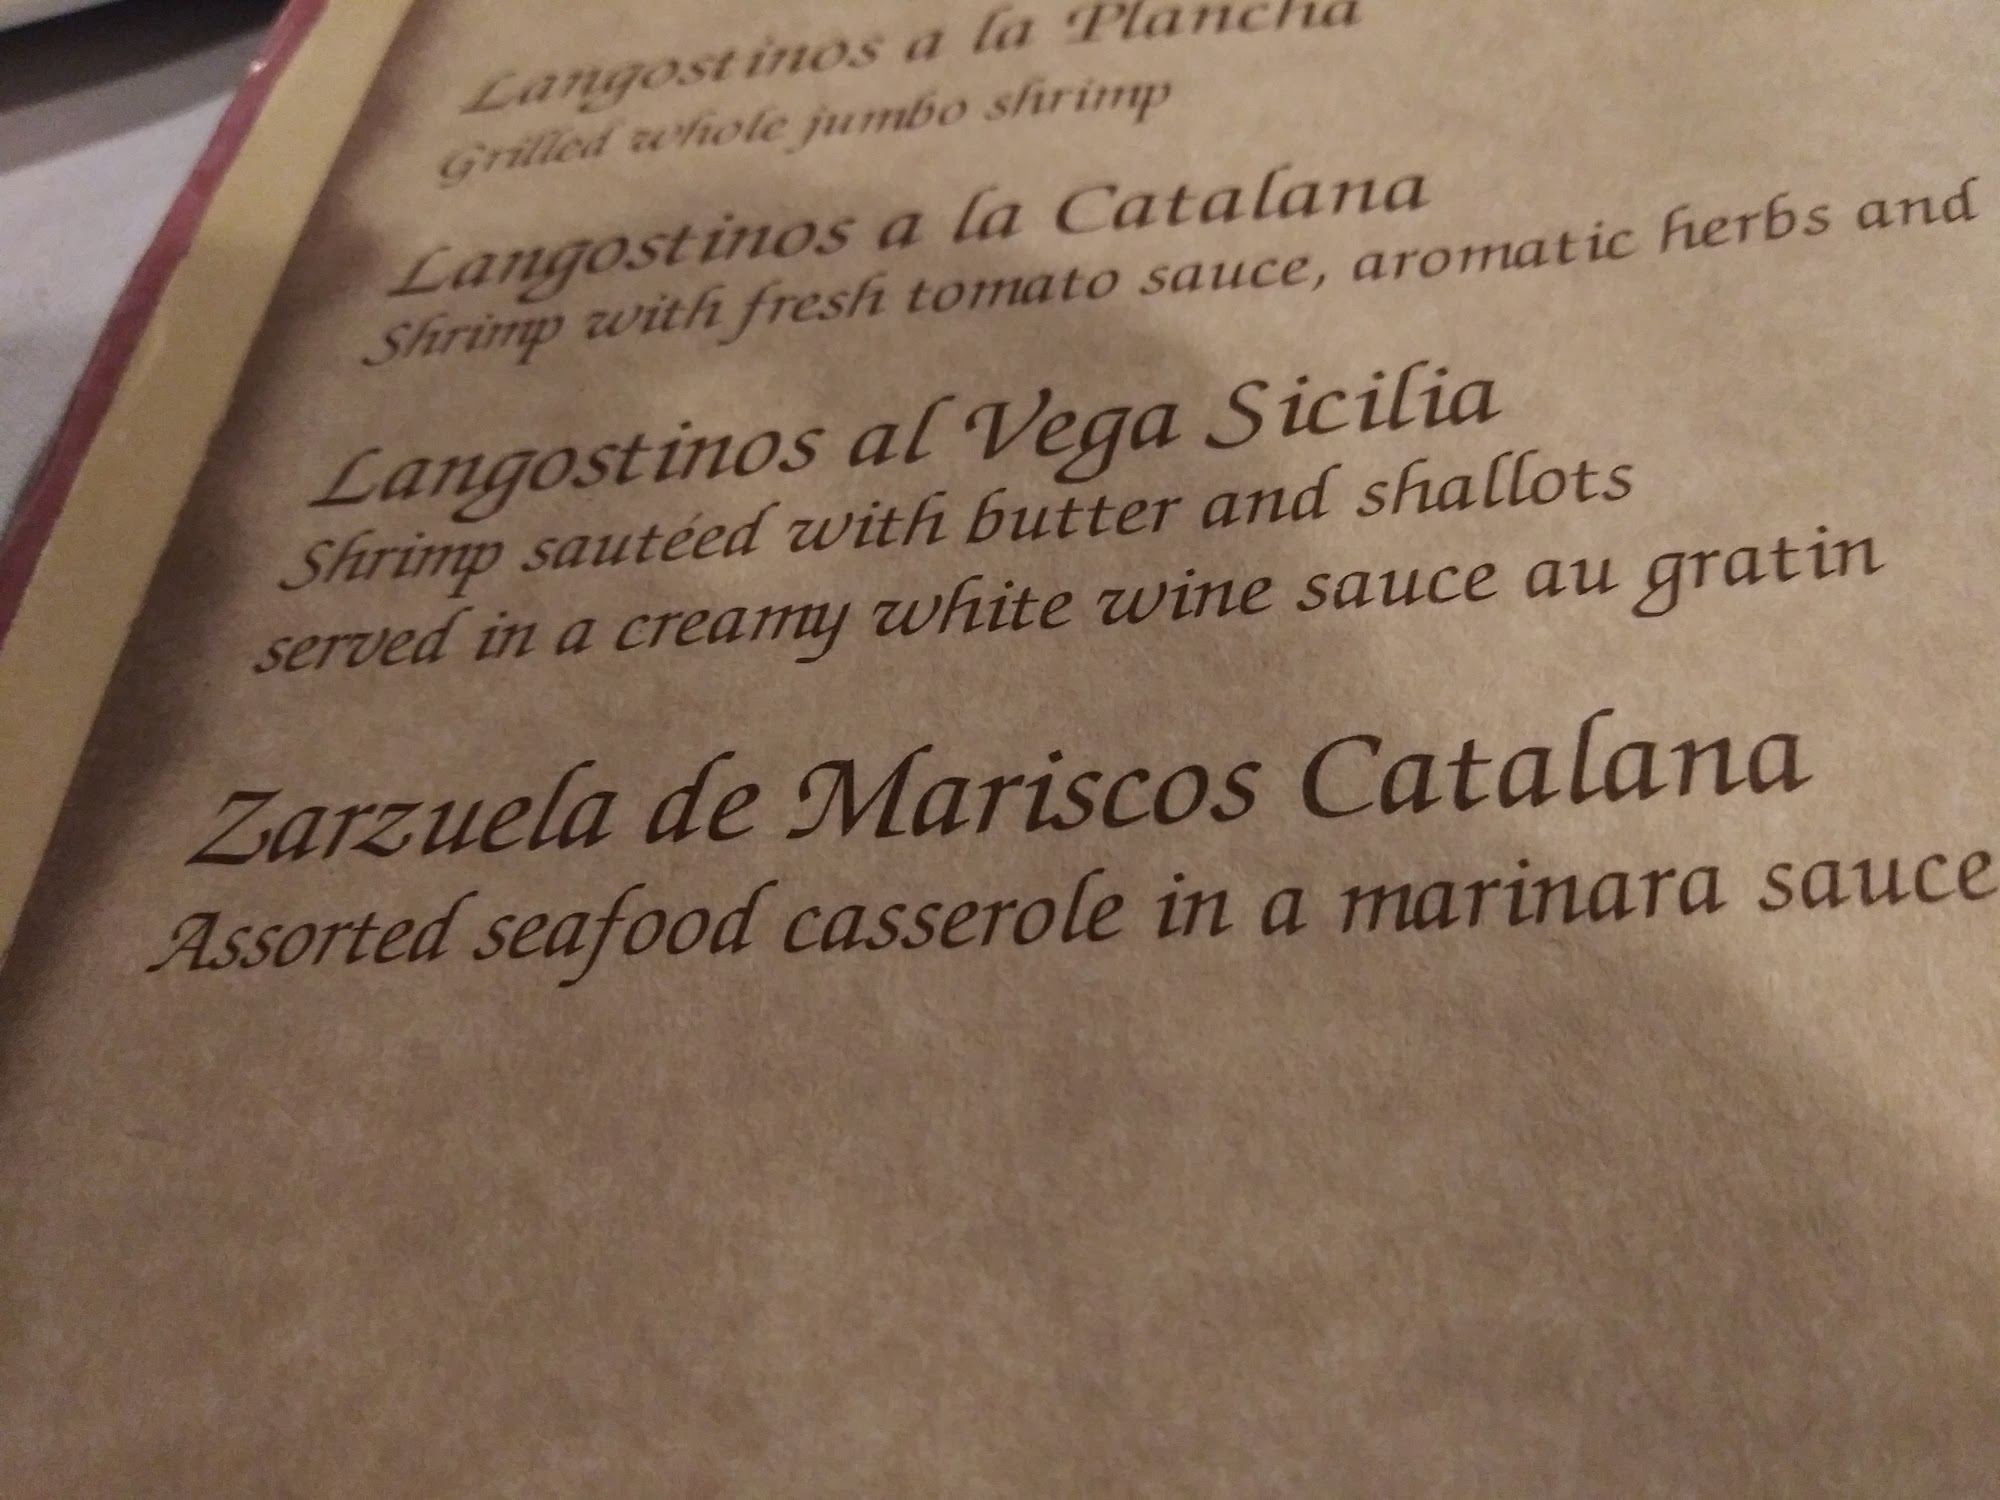 Langostinos a la Plancha
Grilled whole jumbo shrimp
Langostinos a la Catalana
Shrimp with fresh tomato sauce, aromatic herbs and
Langostinos al Vega Sicilia
Shrimp sautéed with butter and shallots
served in a creamy white wine sauce au gratin
Zarzuela de Mariscos Catalana
Assorted seafood casserole in a marinara sauce